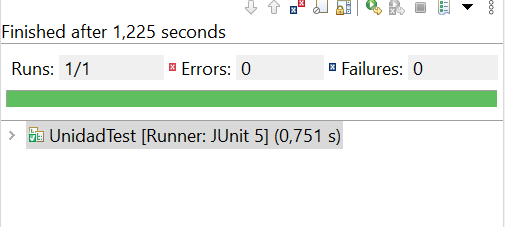 Finished after 1,225 seconds
Runs: 1/1 Errors: 0 Failures: 0
UnidadTest [Runner: JUnit 5] (0,751 s)